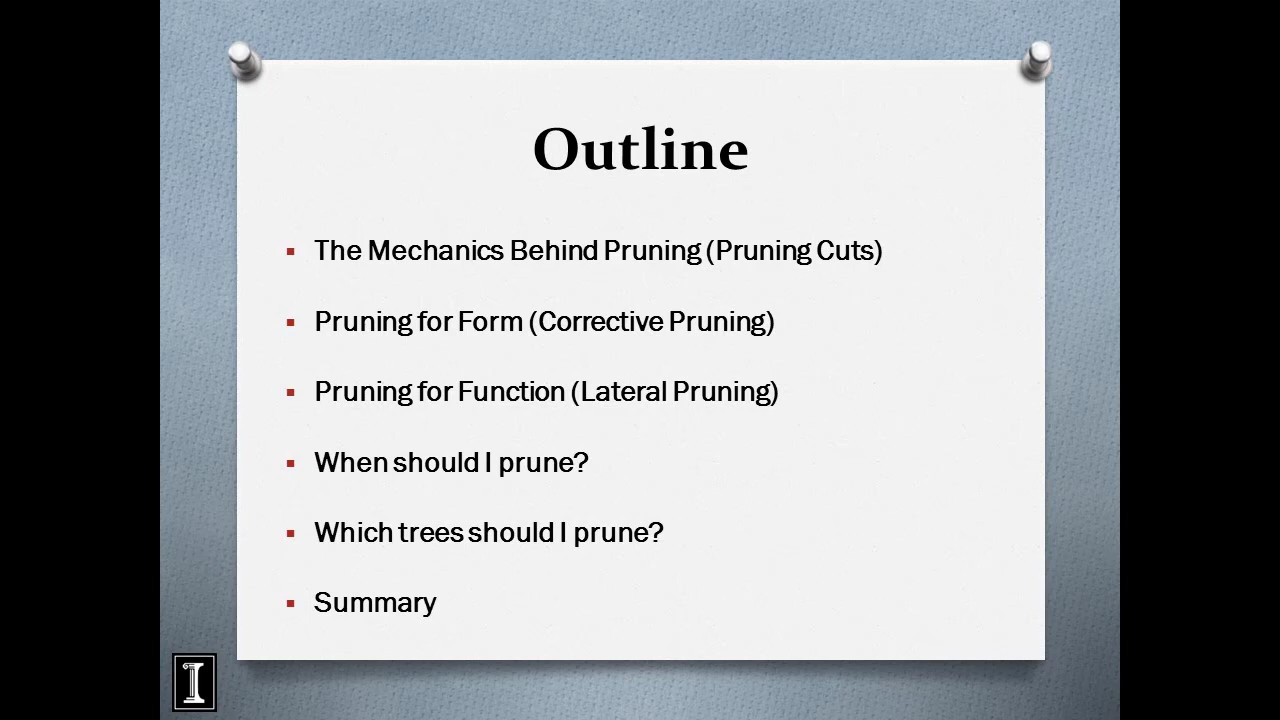 Outline
The Mechanics Behind Pruning (Pruning Cuts)
Pruning for Form (Corrective Pruning)
Pruning for Function (Lateral Pruning)
When should I prune?
Which trees should I prune?
Summary
I